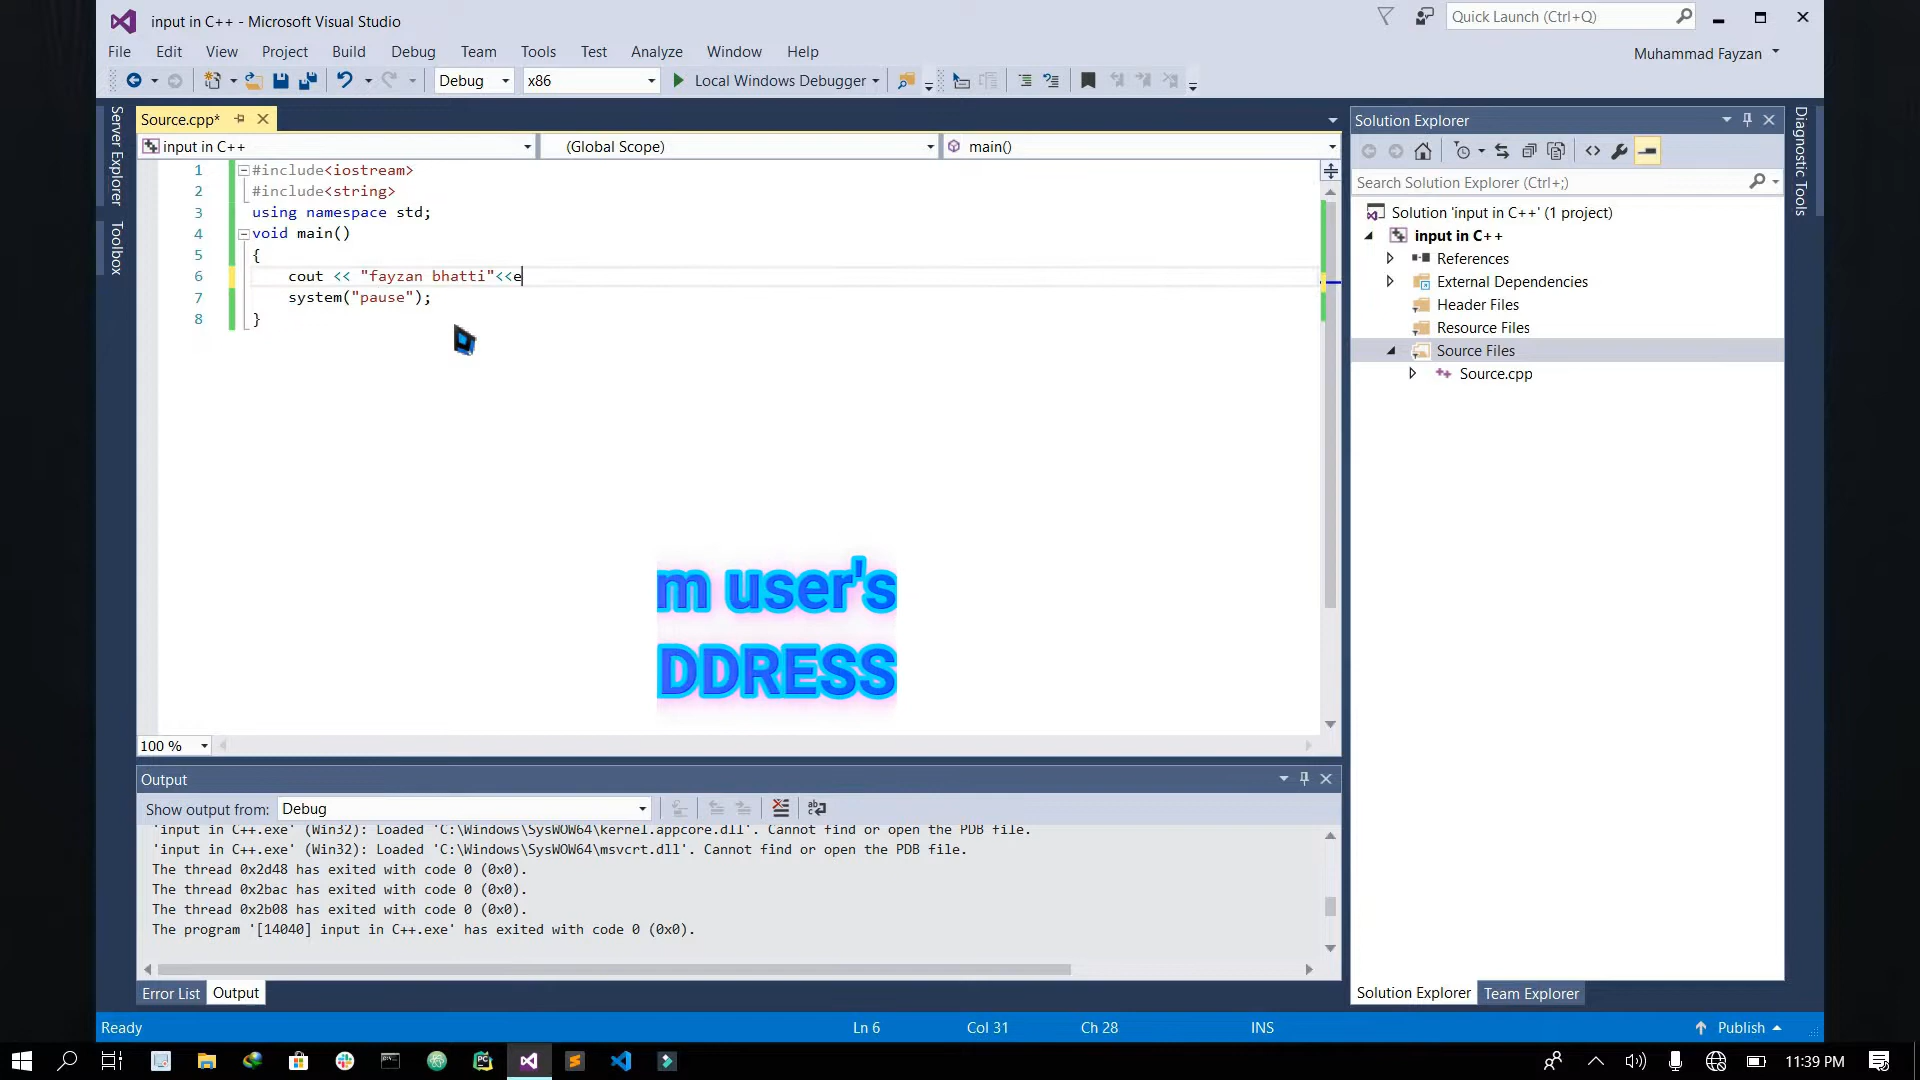 input in C++ - Microsoft Visual Studio
Quick Launch (Ctrl+Q)
File Edit View Project Build Debug Team Tools Test Analyze Window Help
Muhammad Fayzan
Debug x86 Local Windows Debugger
Server Explorer
Toolbox
Source.cpp*
input in C++ (Global Scope) main()
1 #include<iostream>
2 #include<string>
3 using namespace std;
4 void main()
5 {
6 cout << "fayzan bhatti"<<e
7 system("pause");
8 }
m user's
DDRESS
100 %
Output
Show output from: Debug
'input in C++.exe' (Win32): Loaded 'C:\Windows\SysWOW64\kernel.appcore.dll'. Cannot find or open the PDB file.
'input in C++.exe' (Win32): Loaded 'C:\Windows\SysWOW64\msvcrt.dll'. Cannot find or open the PDB file.
The thread 0x2d48 has exited with code 0 (0x0).
The thread 0x2bac has exited with code 0 (0x0).
The thread 0x2b08 has exited with code 0 (0x0).
The program '[14040] input in C++.exe' has exited with code 0 (0x0).
Error List Output
Solution Explorer
Search Solution Explorer (Ctrl+;)
Solution 'input in C++' (1 project)
input in C++
References
External Dependencies
Header Files
Resource Files
Source Files
Source.cpp
Solution Explorer Team Explorer
Diagnostic Tools
Ready Ln 6 Col 31 Ch 28 INS Publish
11:39 PM